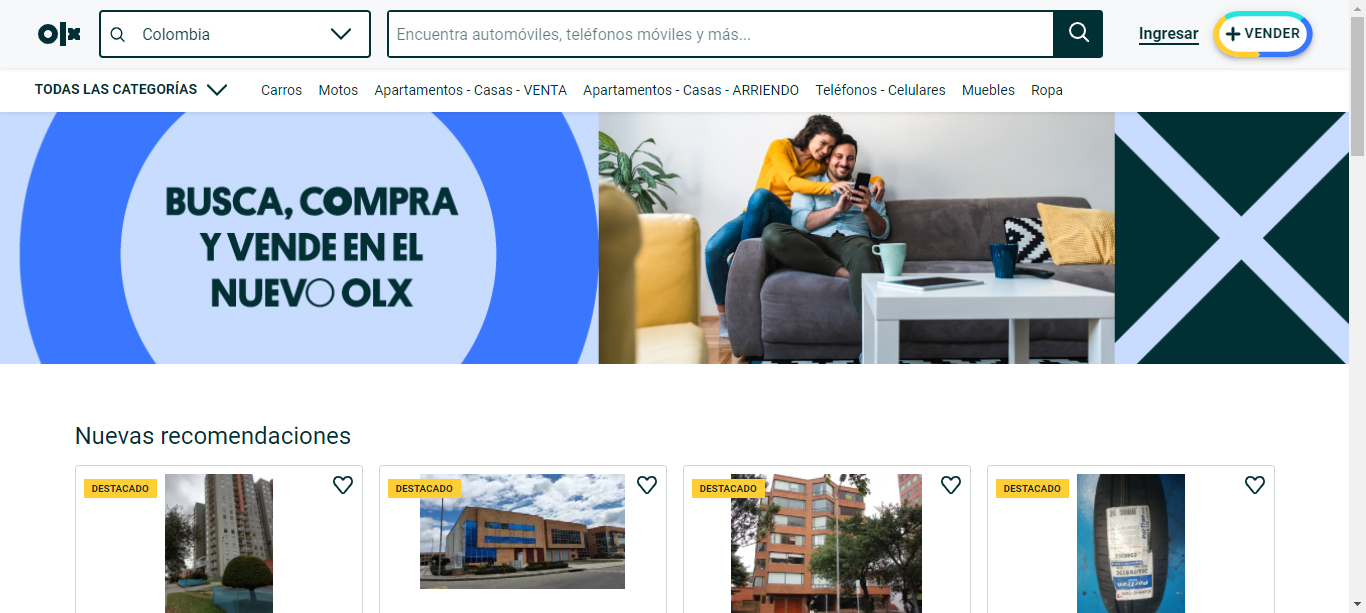 olx
Colombia
Encuentra automóviles, teléfonos móviles y más...
Ingresar
VENDER
TODAS LAS CATEGORÍAS
Carros
Motos
Apartamentos - Casas - VENTA
Apartamentos - Casas - ARRIENDO
Teléfonos - Celulares
Muebles
Ropa
BUSCA, COMPRA
Y VENDE EN EL
NUEVO OLX
Nuevas recomendaciones
DESTACADO
DESTACADO
DESTACADO
DESTACADO